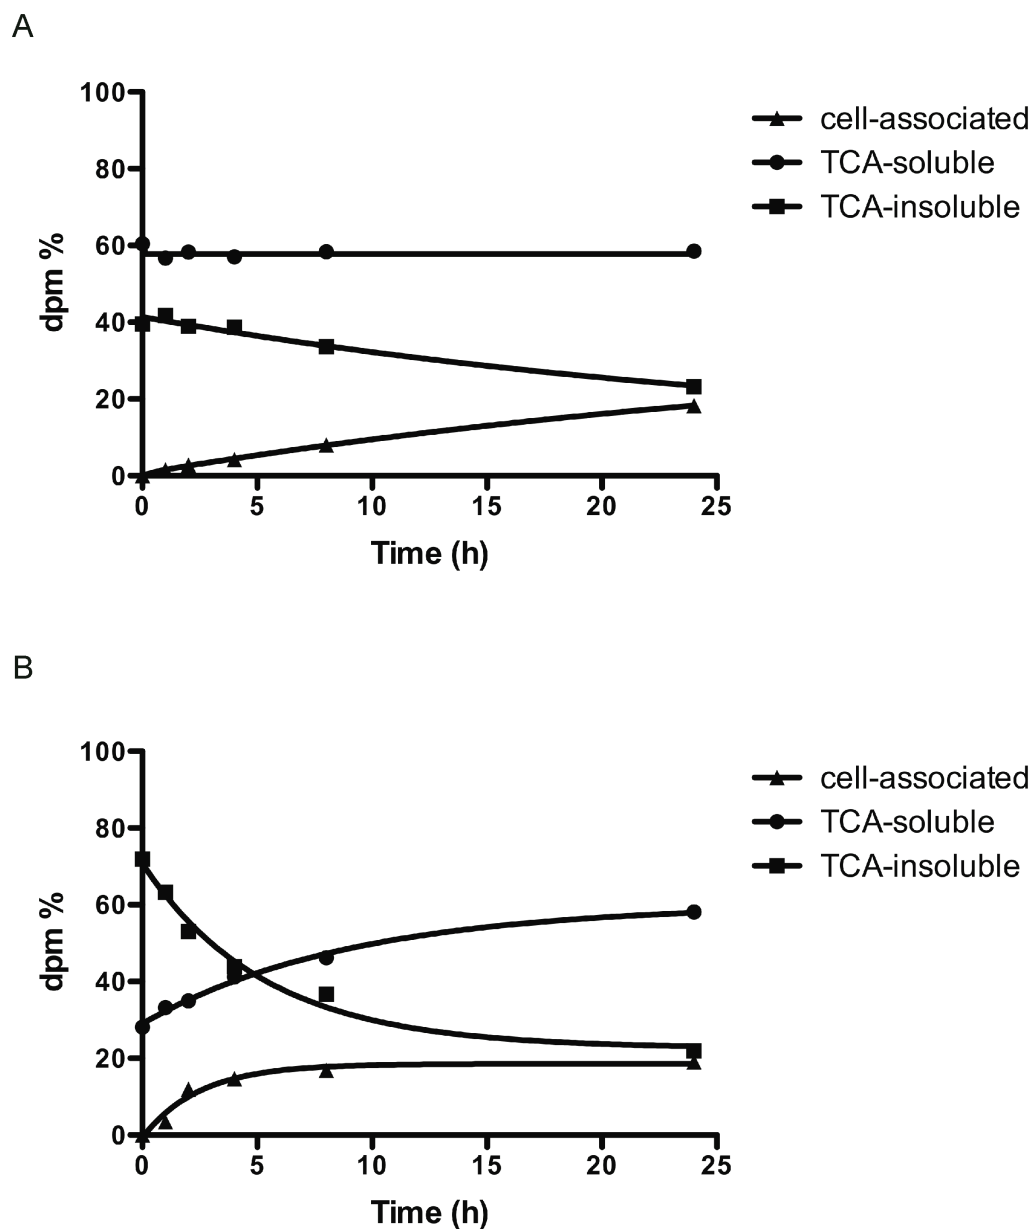 A
100
80
60
40
20
0
dpm %
0 5 10 15 20 25
Time (h)
cell-associated
TCA-soluble
TCA-insoluble
B
100
80
60
40
20
0
dpm %
0 5 10 15 20 25
Time (h)
cell-associated
TCA-soluble
TCA-insoluble